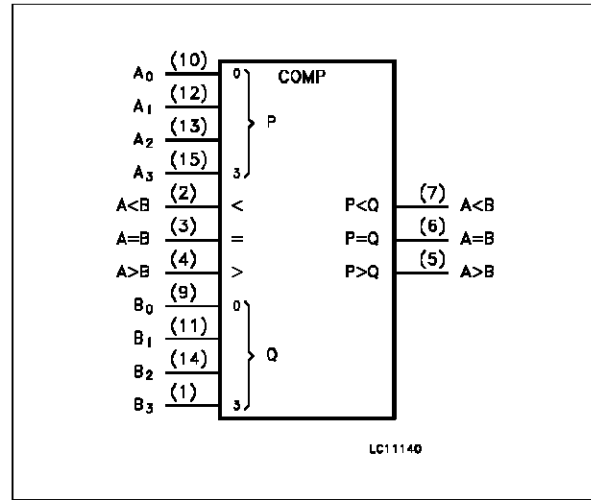 COMP
A0 (10) 0
A1 (12)
P
A2 (13)
A3 (15) 3
A<B (2) < P<Q (7) A<B
A=B (3) = P=Q (6) A=B
A>B (4) > P>Q (5) A>B
B0 (9) 0
B1 (11)
Q
B2 (14)
B3 (1) 3
LC11140